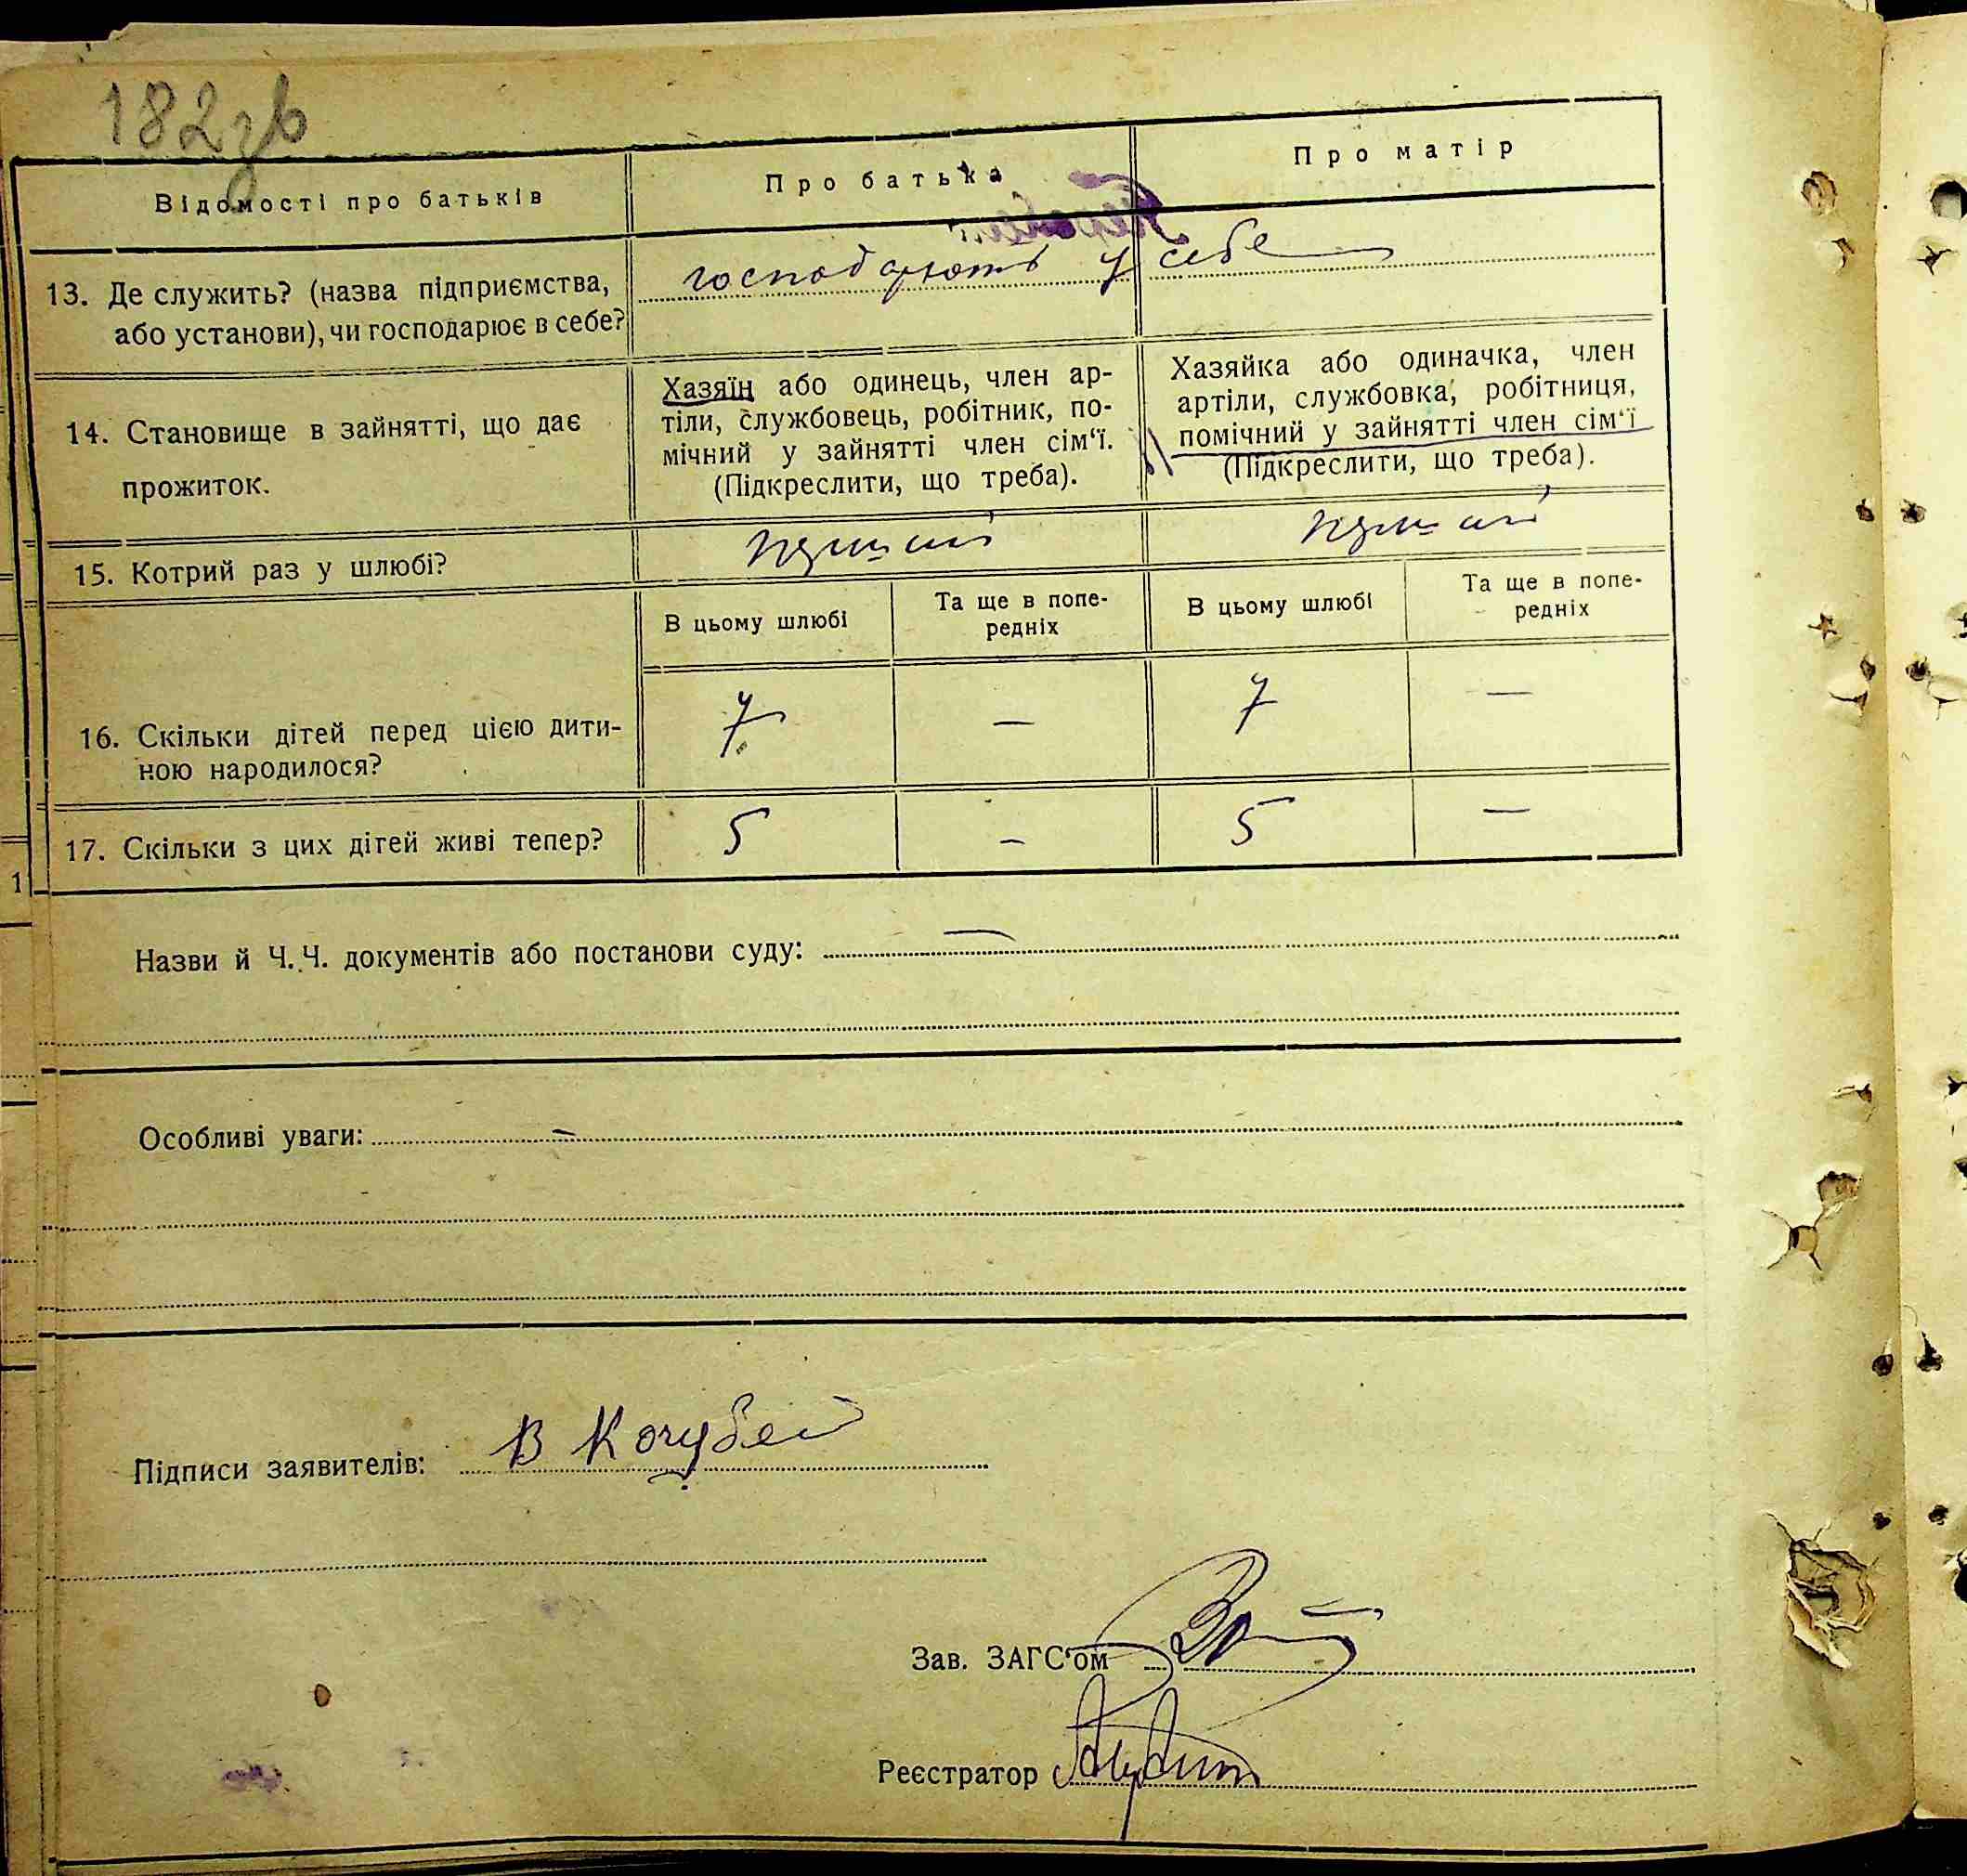 182зв
Відомості про батьків
Про батька
Про матір
13. Де служить? (назва підприємства,
або установи), чи господарює в себе?
господарюють у себе
14. Становище в зайнятті, що дає
прожиток.
Хазяїн або одинець, член ар-
тіли, службовець, робітник, по-
мічний у зайнятті член сім'ї.
(Підкреслити, що треба).
Хазяйка або одиначка, член
артіли, службовка, робітниця,
помічний у зайнятті член сім'ї
(Підкреслити, що треба).
15. Котрий раз у шлюбі?
В цьому шлюбі
Та ще в попе-
редніх
В цьому шлюбі
Та ще в попе-
редніх
16. Скільки дітей перед цією дити-
ною народилося?
7 — 7 —
17. Скільки з цих дітей живі тепер?
5 – 5 —
Назви й Ч.Ч. документів або постанови суду: —
Особливі уваги: –
Підписи заявителів: В Кочубей
Зав. ЗАГС'ом
Реєстратор
1